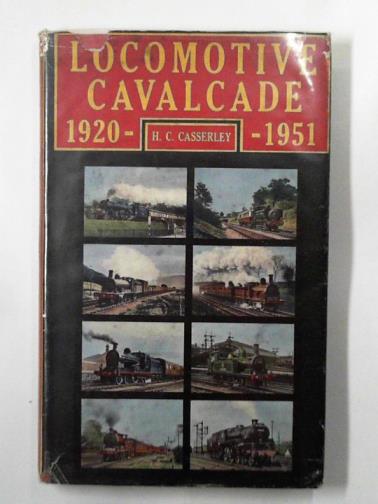 LOCOMOTIVE
CAVALCADE
1920- H. C. CASSERLEY -1951